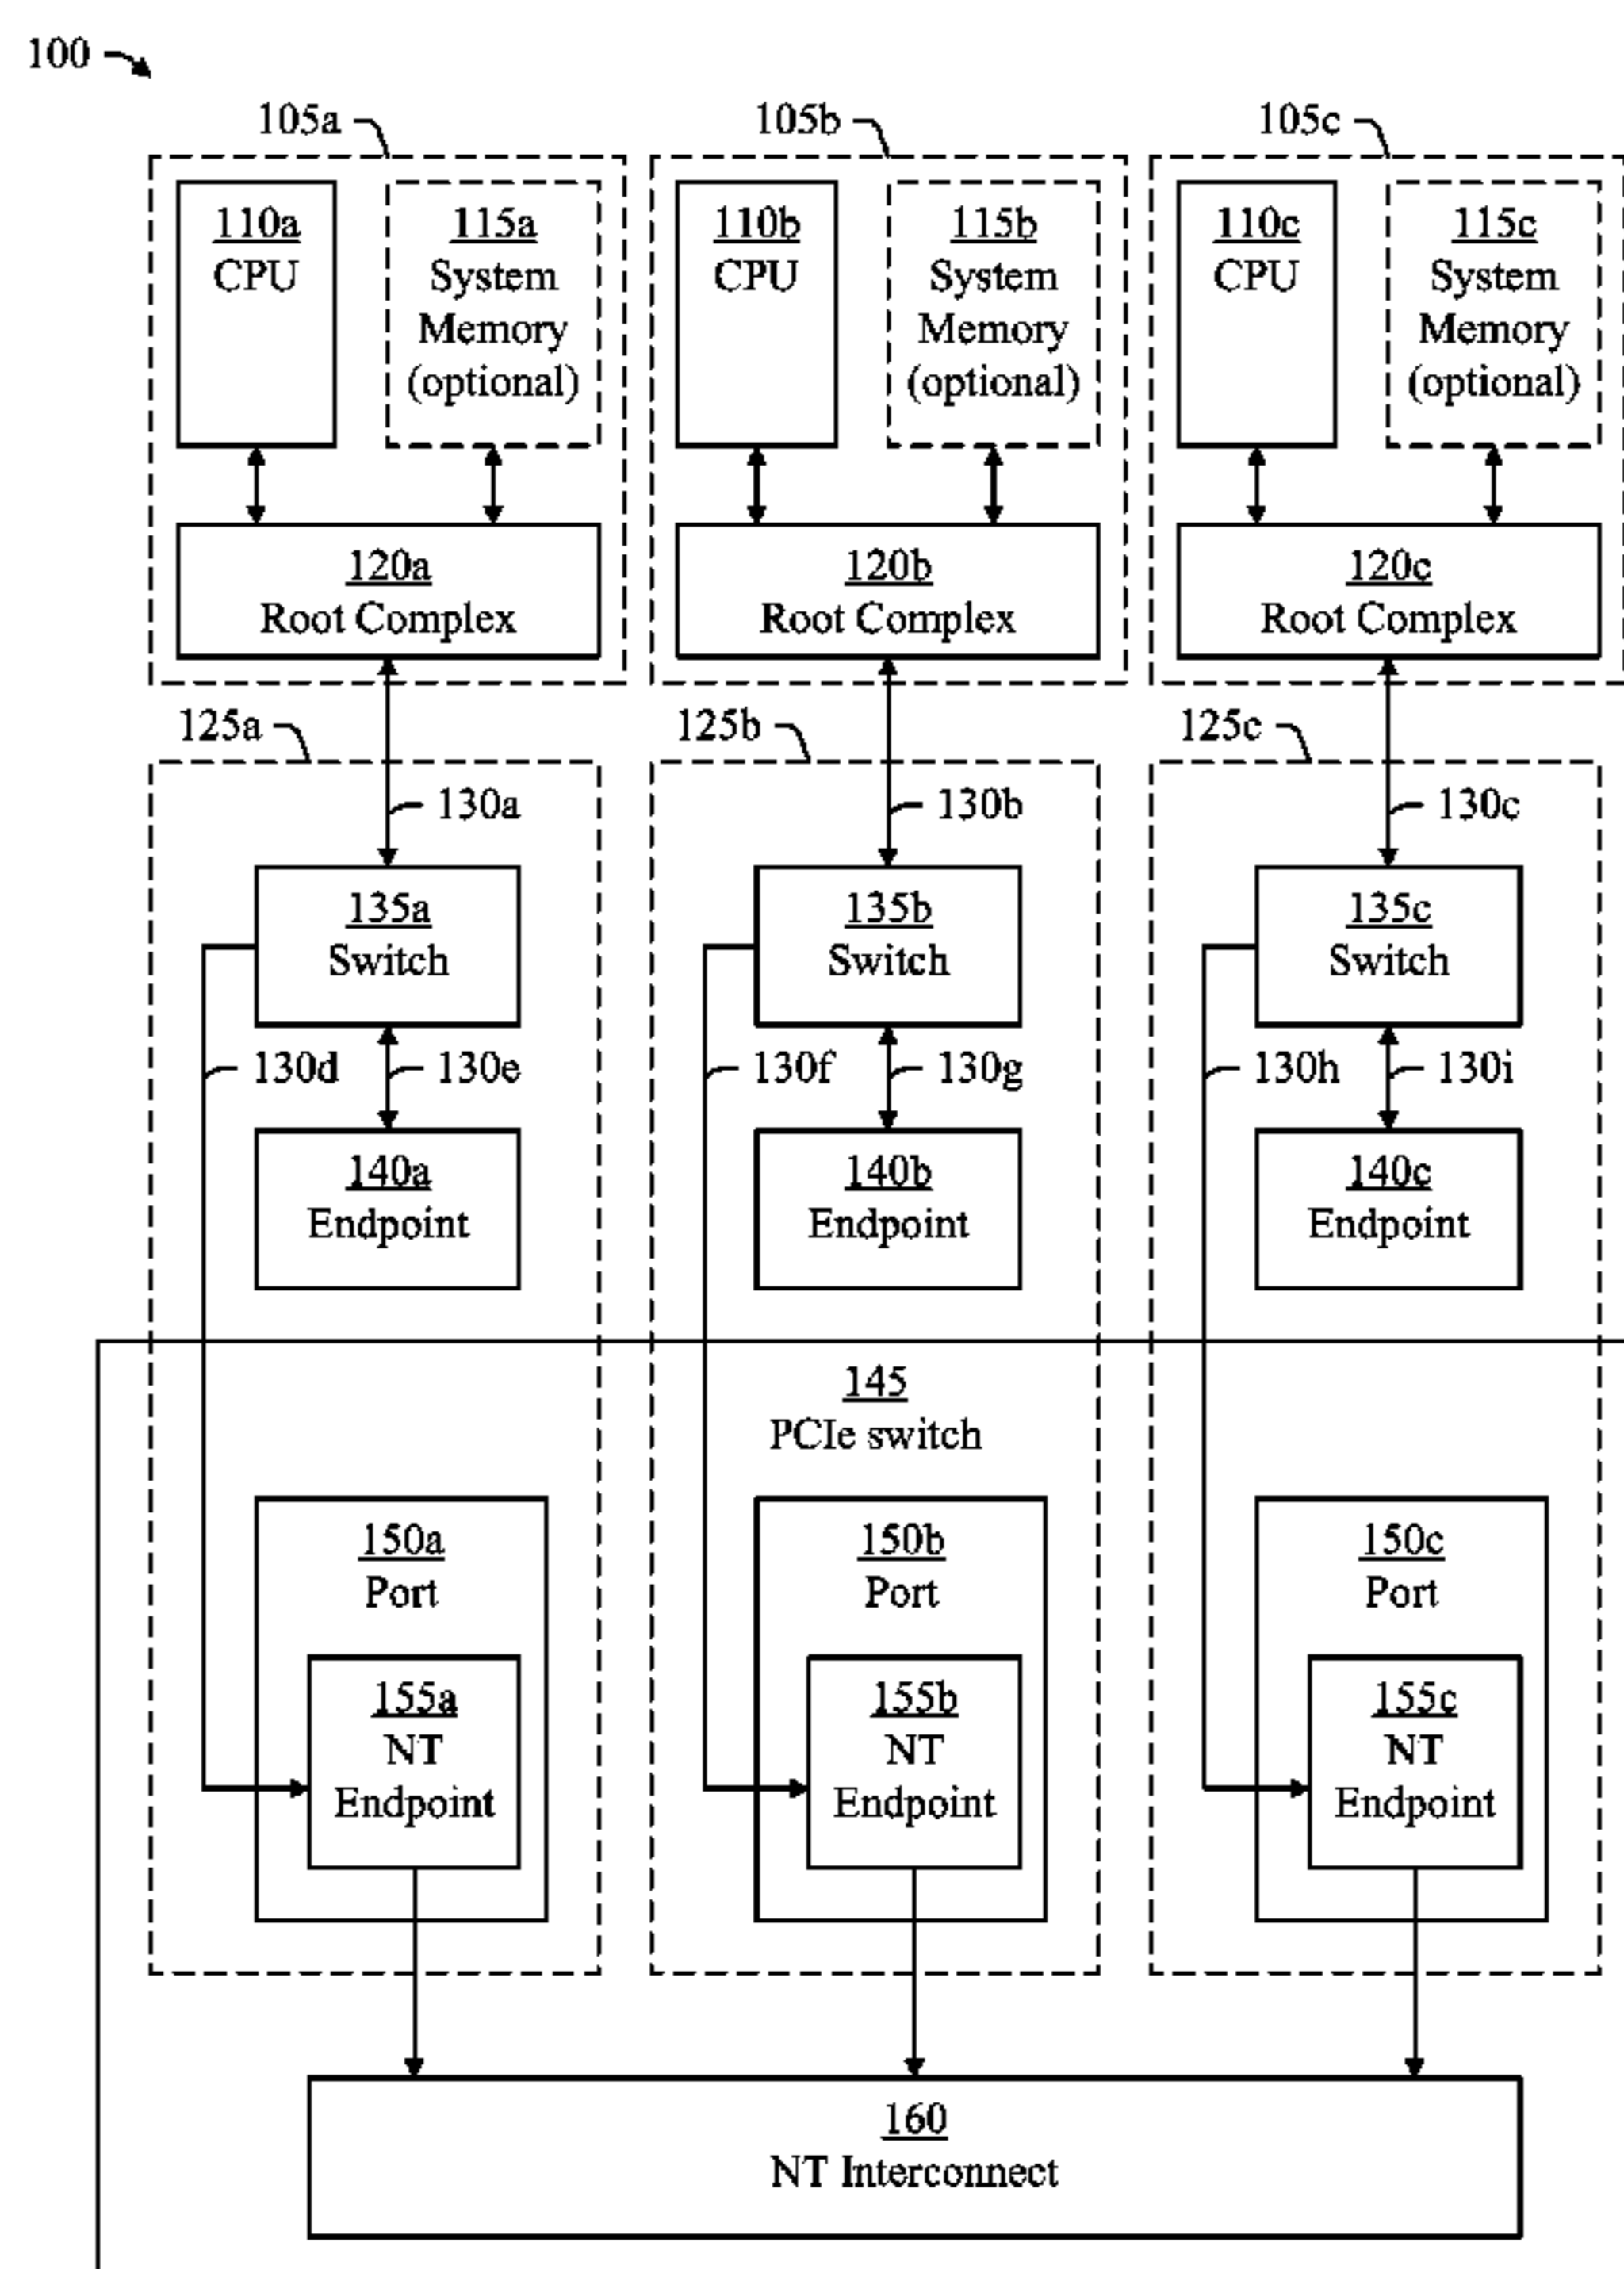 100
105a
105b
105c
110a
CPU
115a
System
Memory
(optional)
110b
CPU
115b
System
Memory
(optional)
110c
CPU
115c
System
Memory
(optional)
120a
Root Complex
120b
Root Complex
120c
Root Complex
125a
125b
125c
130a
130b
130c
135a
Switch
135b
Switch
135c
Switch
130d
130e
130f
130g
130h
130i
140a
Endpoint
140b
Endpoint
140c
Endpoint
145
PCIe switch
150a
Port
150b
Port
150c
Port
155a
NT
Endpoint
155b
NT
Endpoint
155c
NT
Endpoint
160
NT Interconnect